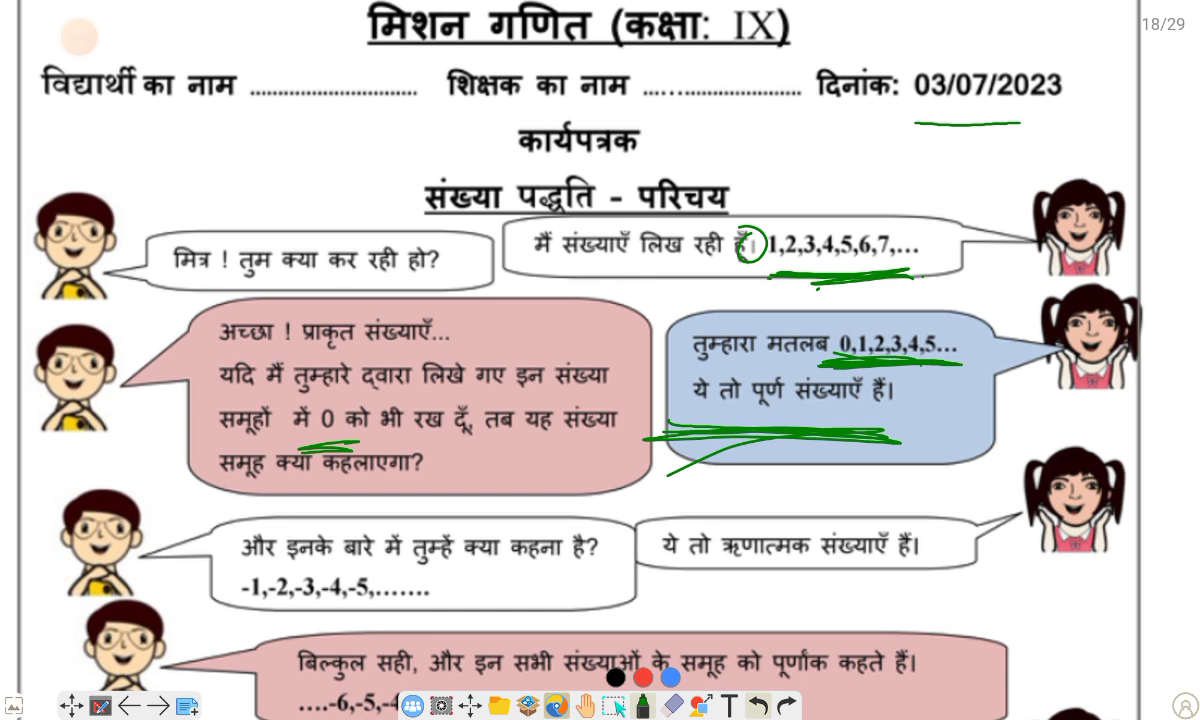 18/29
मिशन गणित (कक्षा: IX)
विद्यार्थी का नाम ............................. शिक्षक का नाम .......................... दिनांक: 03/07/2023
कार्यपत्रक
संख्या पद्धति - परिचय
मित्र ! तुम क्या कर रही हो?
मैं संख्याएँ लिख रही हूँ। 1,2,3,4,5,6,7,...
अच्छा ! प्राकृत संख्याएँ...
यदि मैं तुम्हारे द्वारा लिखे गए इन संख्या
समूहों में 0 को भी रख दूँ, तब यह संख्या
समूह क्या कहलाएगा?
तुम्हारा मतलब 0,1,2,3,4,5...
ये तो पूर्ण संख्याएँ हैं।
और इनके बारे में तुम्हें क्या कहना है?
-1,-2,-3,-4,-5,.......
ये तो ऋणात्मक संख्याएँ हैं।
बिल्कुल सही, और इन सभी संख्याओं के समूह को पूर्णांक कहते हैं।
....-6,-5,-4